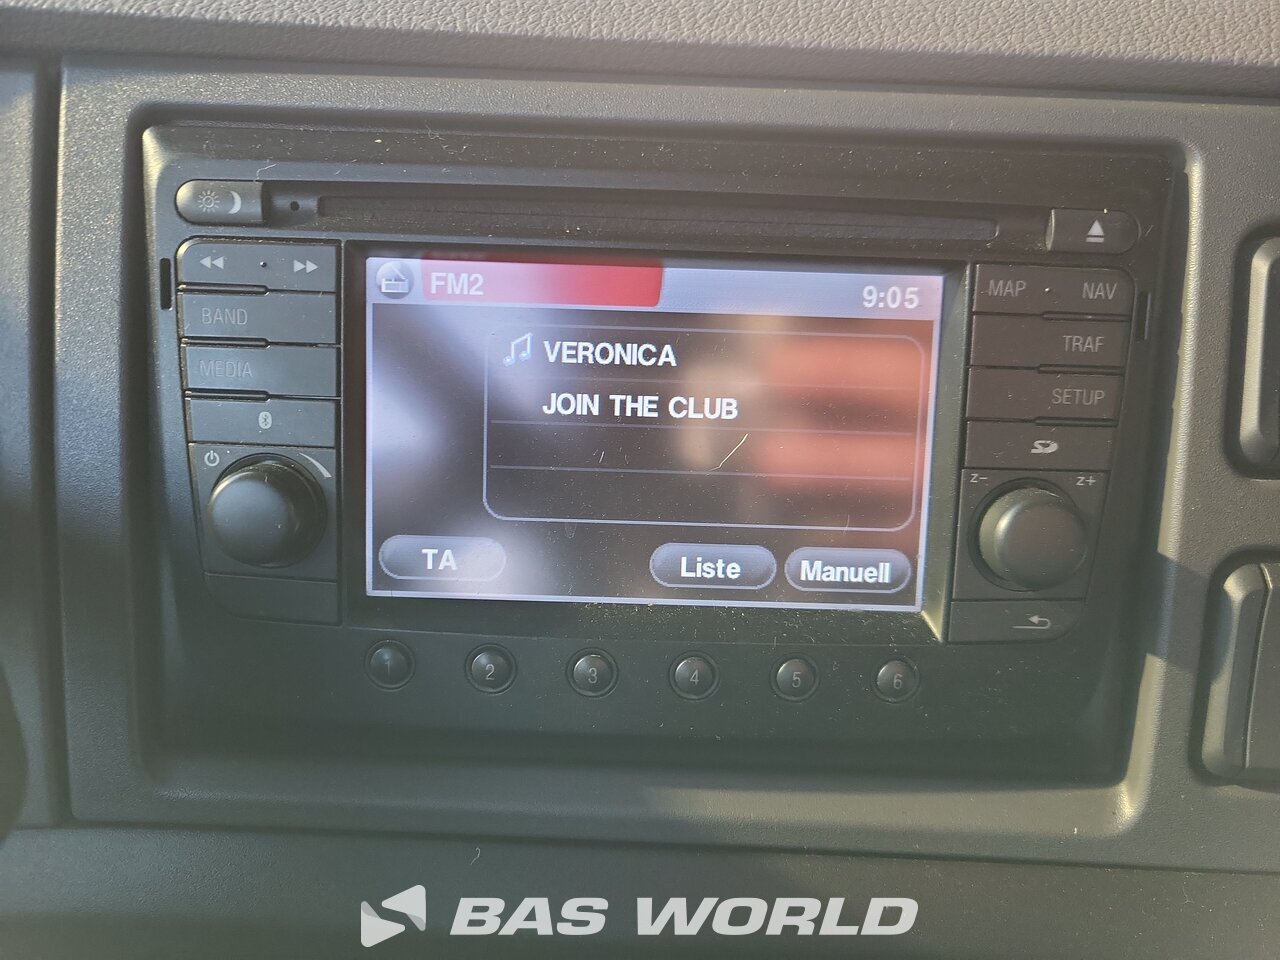 FM2
9:05
VERONICA
JOIN THE CLUB
TA
Liste
Manuell
BAND
MEDIA
MAP NAV
TRAF
SETUP
z- z+
1 2 3 4 5 6
BAS WORLD